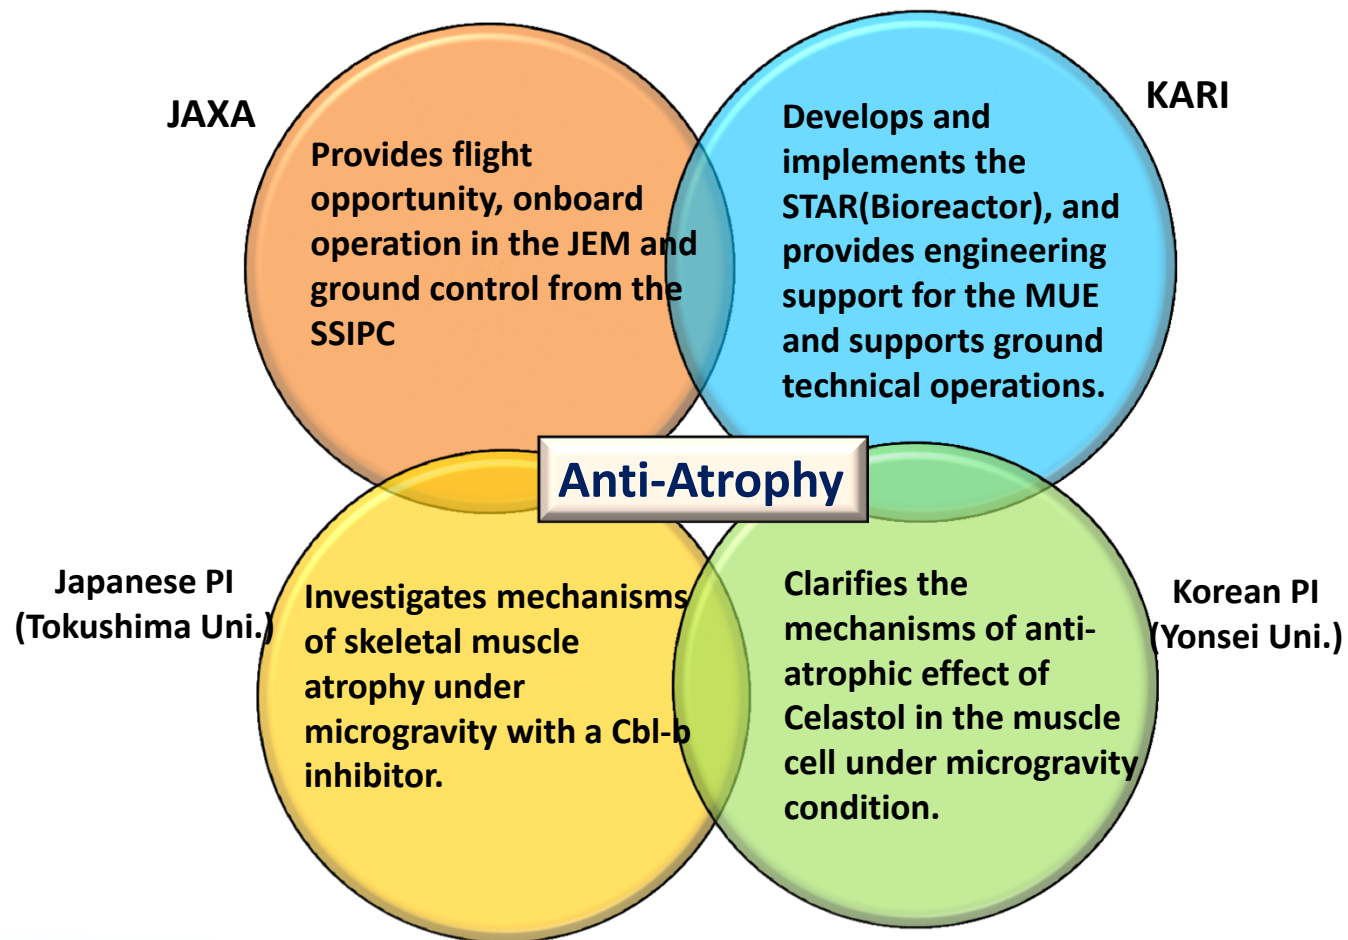 JAXA
Provides flight
opportunity, onboard
operation in the JEM and
ground control from the
SSIPC
KARI
Develops and
implements the
STAR(Bioreactor), and
provides engineering
support for the MUE
and supports ground
technical operations.
Anti-Atrophy
Japanese PI
(Tokushima Uni.)
Investigates mechanisms
of skeletal muscle
atrophy under
microgravity with a Cbl-b
inhibitor.
Clarifies the
mechanisms of anti-
atrophic effect of
Celastol in the muscle
cell under microgravity
condition.
Korean PI
(Yonsei Uni.)